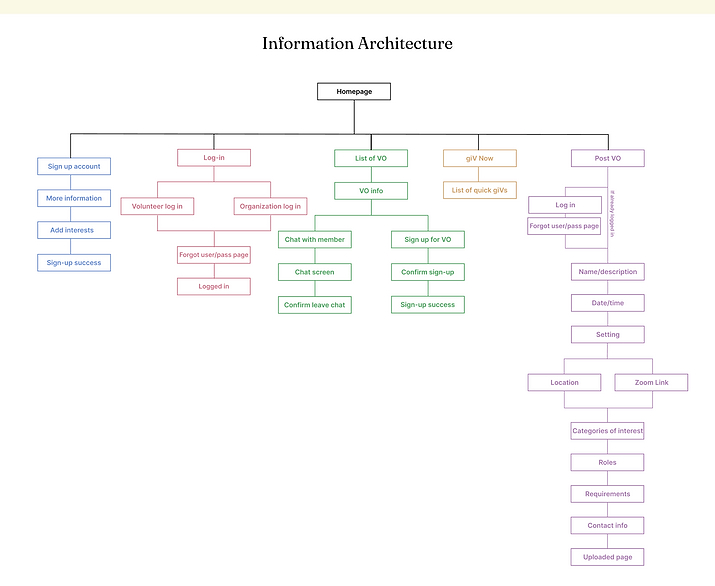 Information Architecture
Homepage
Sign up account
More information
Add interests
Sign-up success
Log-in
Volunteer log in
Organization log in
Forgot user/pass page
Logged in
List of VO
VO info
Chat with member
Chat screen
Confirm leave chat
Sign up for VO
Confirm sign-up
Sign-up success
giV Now
List of quick giVs
Post VO
Log in
Forgot user/pass page
If already logged in
Name/description
Date/time
Setting
Location
Zoom Link
Categories of interest
Roles
Requirements
Contact info
Uploaded page